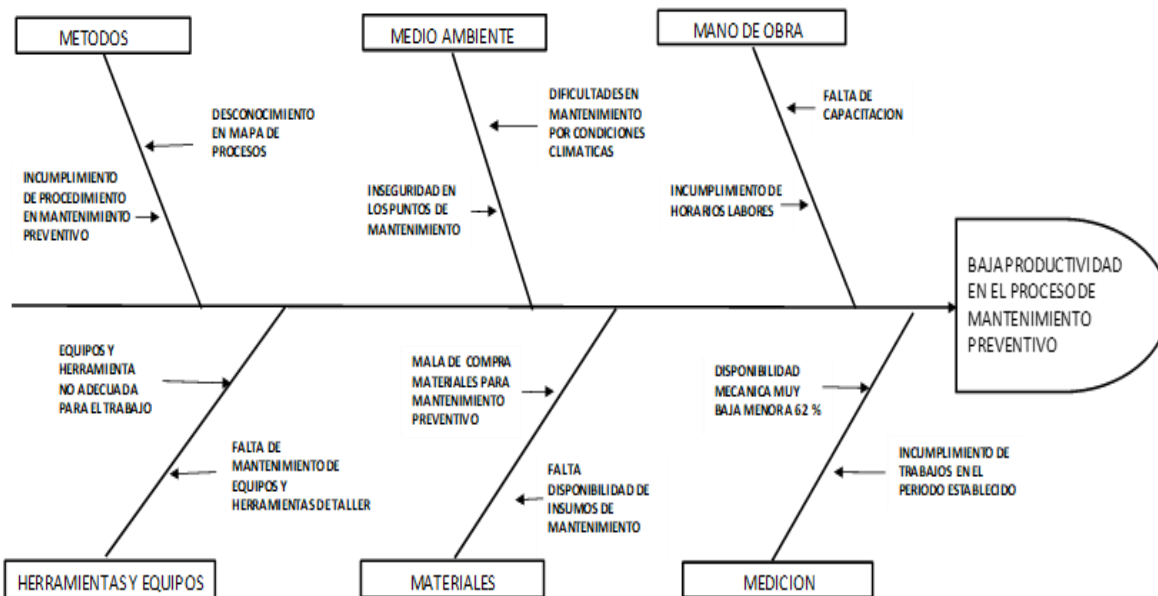 METODOS
MEDIO AMBIENTE
MANO DE OBRA
DESCONOCIMIENTO
EN MAPA DE
PROCESOS
INCUMPLIMIENTO
DE PROCEDIMIENTO
EN MANTENIMIENTO
PREVENTIVO
DIFICULTADES EN
MANTENIMIENTO
POR CONDICIONES
CLIMATICAS
INSEGURIDAD EN
LOS PUNTOS DE
MANTENIMIENTO
FALTA DE
CAPACITACION
INCUMPLIMIENTO DE
HORARIOS LABORES
BAJA PRODUCTIVIDAD
EN EL PROCESO DE
MANTENIMIENTO
PREVENTIVO
EQUIPOS Y
HERRAMIENTA
NO ADECUADA
PARA EL TRABAJO
FALTA DE
MANTENIMIENTO DE
EQUIPOS Y
HERRAMIENTAS DE TALLER
MALA DE COMPRA
MATERIALES PARA
MANTENIMIENTO
PREVENTIVO
FALTA
DISPONIBILIDAD DE
INSUMOS DE
MANTENIMIENTO
DISPONIBILIDAD
MECANICA MUY
BAJA MENOR A 62 %
INCUMPLIMIENTO DE
TRABAJOS EN EL
PERIODO ESTABLECIDO
HERRAMIENTAS Y EQUIPOS
MATERIALES
MEDICION